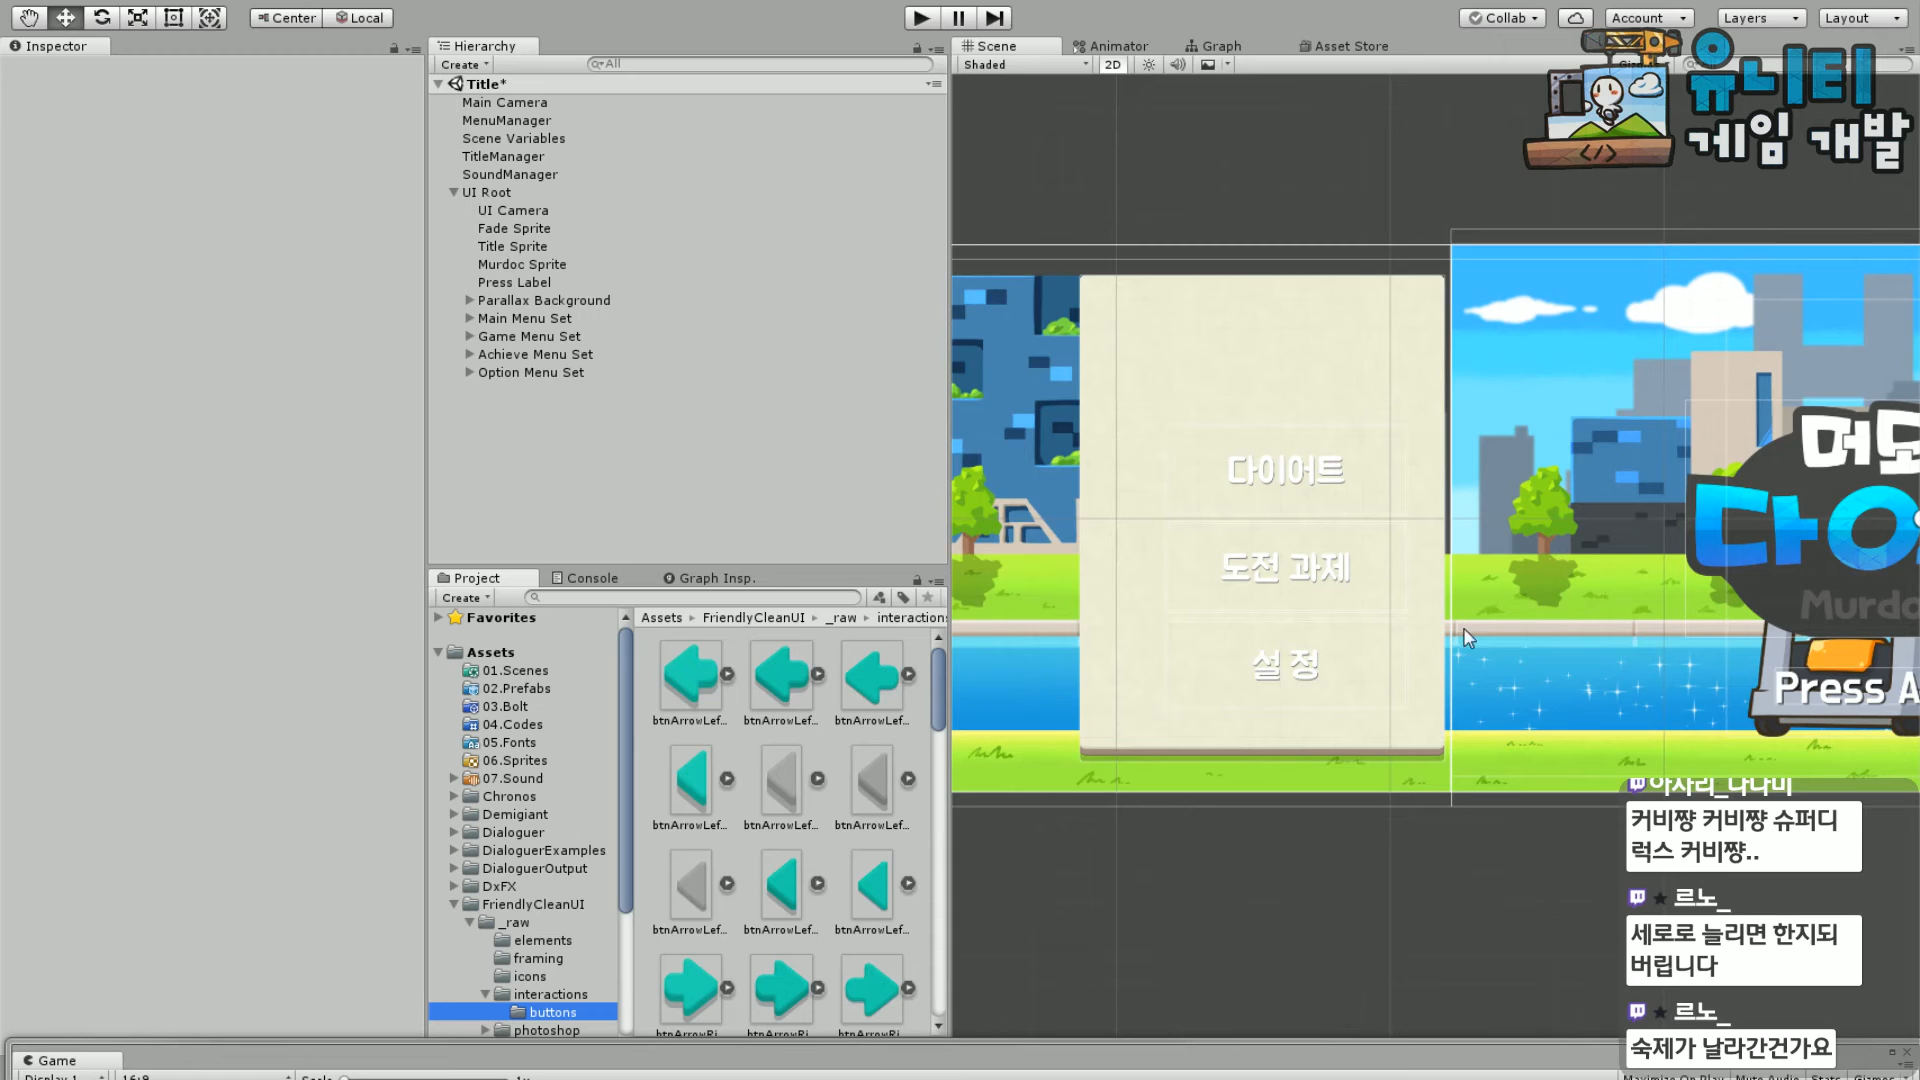 Center
Local
Collab
Account
Layers
Layout
Inspector
Hierarchy
Create
All
Title*
Main Camera
MenuManager
Scene Variables
TitleManager
SoundManager
UI Root
UI Camera
Fade Sprite
Title Sprite
Murdoc Sprite
Press Label
Parallax Background
Main Menu Set
Game Menu Set
Achieve Menu Set
Option Menu Set
Project
Console
Graph Insp.
Create
Favorites
Assets
01.Scenes
02.Prefabs
03.Bolt
04.Codes
05.Fonts
06.Sprites
07.Sound
Chronos
Demigiant
Dialoguer
DialoguerExamples
DialoguerOutput
DxFX
FriendlyCleanUI
_raw
elements
framing
icons
interactions
buttons
photoshop
Assets
FriendlyCleanUI
_raw
interactions
btnArrowLef...
btnArrowLef...
btnArrowLef...
btnArrowLef...
btnArrowLef...
btnArrowLef...
btnArrowLef...
btnArrowLef...
btnArrowLef...
Scene
Animator
Graph
Asset Store
Shaded
2D
유니티
게임 개발
</>
다이어트
도전 과제
설 정
Press A
커비쨩 커비쨩 슈퍼디
럭스 커비쨩..
르노_
세로로 늘리면 한지되
버립니다
르노_
숙제가 날라간건가요
Game